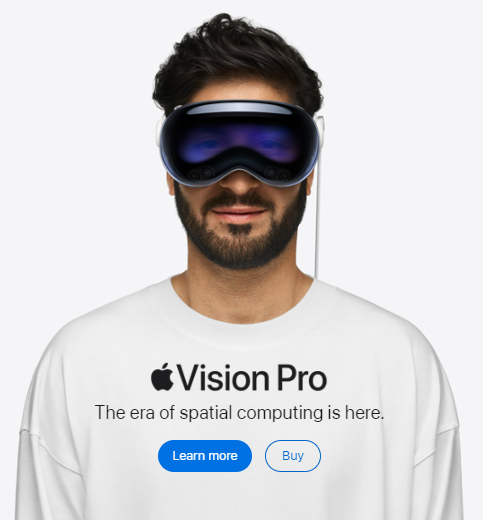 Vision Pro
The era of spatial computing is here.
Learn more
Buy